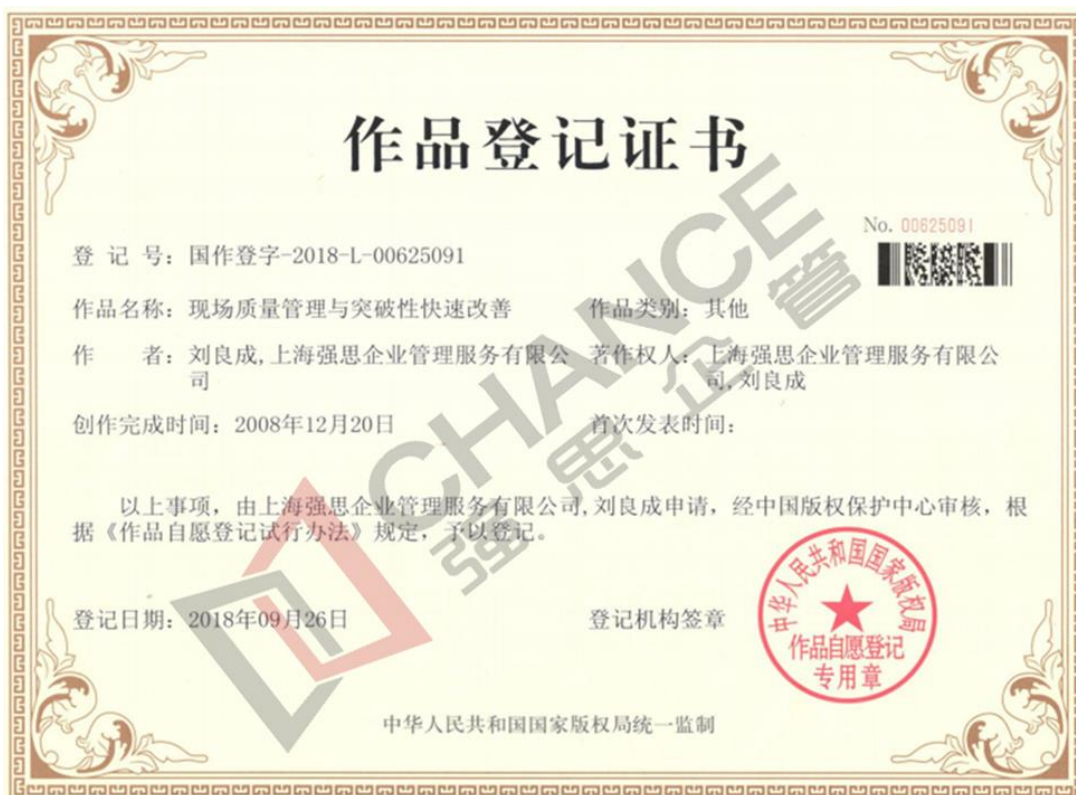 作品登记证书
No. 00625091
登 记 号：国作登字-2018-L-00625091
作品名称：现场质量管理与突破性快速改善
作品类别：其他
作 者：刘良成,上海强思企业管理服务有限公
司
著作权人：上海强思企业管理服务有限公
司,刘良成
创作完成时间：2008年12月20日
首次发表时间：
以上事项，由上海强思企业管理服务有限公司,刘良成申请，经中国版权保护中心审核，根
据《作品自愿登记试行办法》规定，予以登记.
登记日期：2018年09月26日
登记机构签章
中华人民共和国国家版权局
作品自愿登记
专用章
中华人民共和国国家版权局统一监制
CHANCE
强思企管